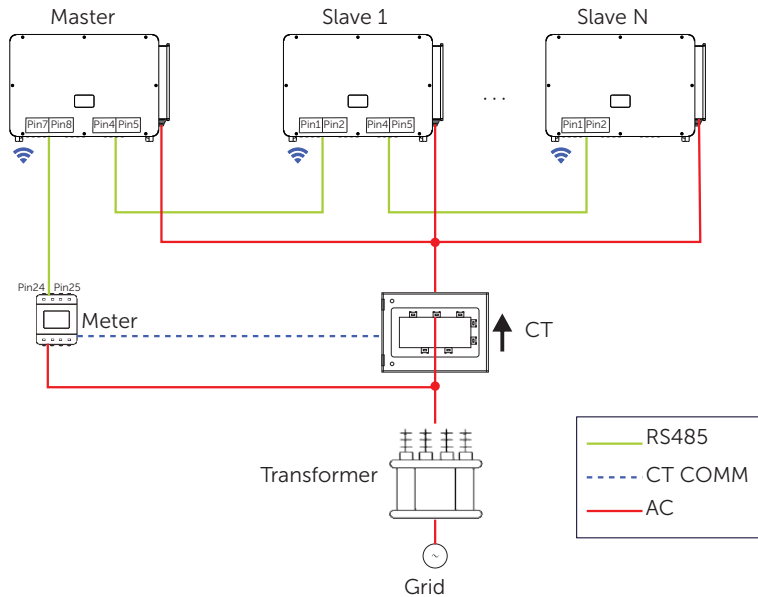 Master
Slave 1
Slave N
...
Pin7 Pin8 Pin4 Pin5
Pin1 Pin2 Pin4 Pin5
Pin1 Pin2
Pin24 Pin25
Meter
CT
Transformer
~
Grid
RS485
CT COMM
AC